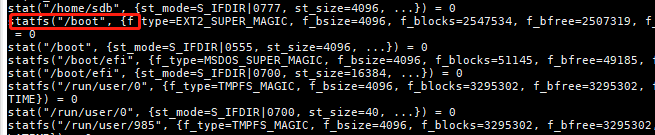 stat("/home/sdb", {st_mode=S_IFDIR|0777, st_size=4096, ...}) = 0
statfs("/boot", {f_type=EXT2_SUPER_MAGIC, f_bsize=4096, f_blocks=2547534, f_bfree=2507319, f_b
= 0
stat("/boot", {st_mode=S_IFDIR|0555, st_size=4096, ...}) = 0
statfs("/boot/efi", {f_type=MSDOS_SUPER_MAGIC, f_bsize=4096, f_blocks=51145, f_bfree=49185, f_
stat("/boot/efi", {st_mode=S_IFDIR|0700, st_size=16384, ...}) = 0
statfs("/run/user/0", {f_type=TMPFS_MAGIC, f_bsize=4096, f_blocks=3295302, f_bfree=3295302, f_
TIME}) = 0
stat("/run/user/0", {st_mode=S_IFDIR|0700, st_size=40, ...}) = 0
statfs("/run/user/985", {f_type=TMPFS_MAGIC, f_bsize=4096, f_blocks=3295302, f_bfree=3295302